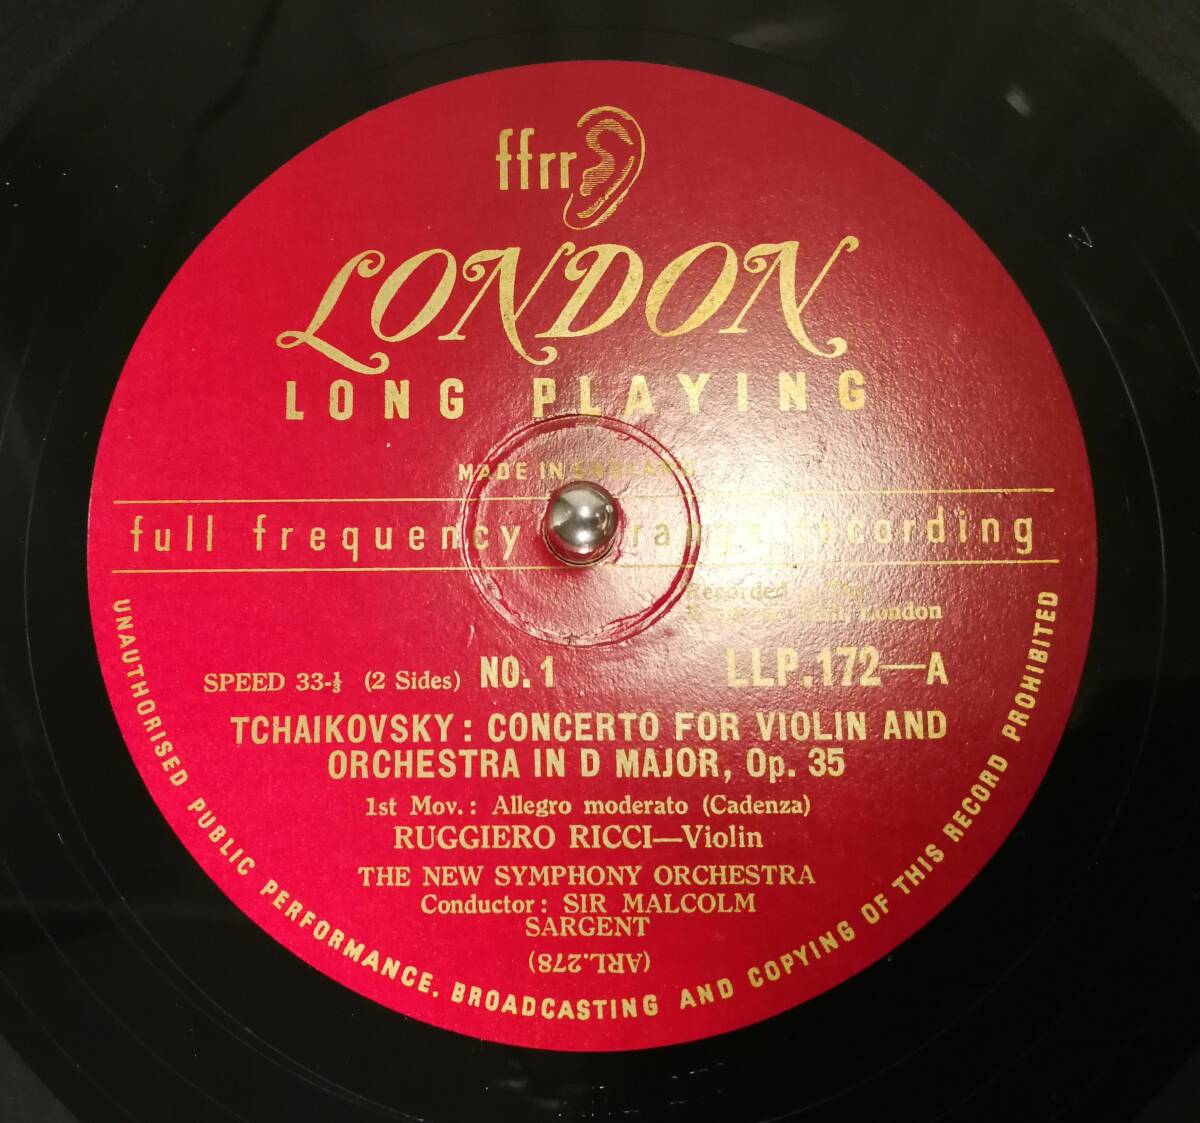 ffrr
LONDON
LONG PLAYING
MADE IN ENGLAND
full frequency range recording
Recorded
London
SPEED 33-⅓ (2 Sides) NO. 1 LLP.172—A
TCHAIKOVSKY: CONCERTO FOR VIOLIN AND
ORCHESTRA IN D MAJOR, Op. 35
1st Mov.: Allegro moderato (Cadenza)
RUGGIERO RICCI—Violin
THE NEW SYMPHONY ORCHESTRA
Conductor: SIR MALCOLM
SARGENT
(ARL.278)
UNAUTHORISED PUBLIC PERFORMANCE, BROADCASTING AND COPYING OF THIS RECORD PROHIBITED